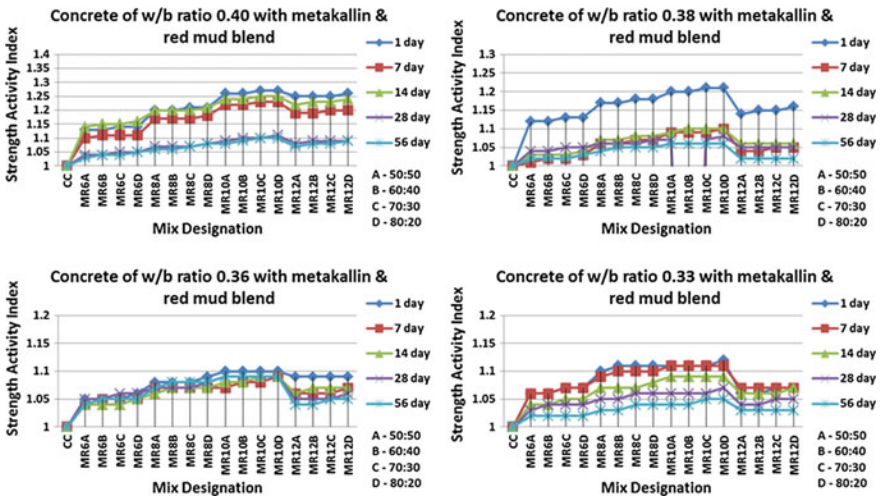 Concrete of w/b ratio 0.40 with metakallin &
red mud blend
Strength Activity Index
1.4
1.35
1.3
1.25
1.2
1.15
1.1
1.05
1
CC
MR6A
MR6B
MR6C
MR6D
MR8A
MR8B
MR8C
MR8D
MR10A
MR10B
MR10C
MR10D
MR12A
MR12B
MR12C
MR12D
Mix Designation
1 day
7 day
14 day
28 day
56 day
A - 50:50
B - 60:40
C - 70:30
D - 80:20
Concrete of w/b ratio 0.38 with metakallin &
red mud blend
Strength Activity Index
1.3
1.25
1.2
1.15
1.1
1.05
1
CC
MR6A
MR6B
MR6C
MR6D
MR8A
MR8B
MR8C
MR8D
MR10A
MR10B
MR10C
MR10D
MR12A
MR12B
MR12C
MR12D
Mix Designation
1 day
7 day
14 day
28 day
56 day
A - 50:50
B - 60:40
C - 70:30
D - 80:20
Concrete of w/b ratio 0.36 with metakallin &
red mud blend
Strength Activity Index
1.2
1.15
1.1
1.05
1
CC
MR6A
MR6B
MR6C
MR6D
MR8A
MR8B
MR8C
MR8D
MR10A
MR10B
MR10C
MR10D
MR12A
MR12B
MR12C
MR12D
Mix Designation
1 day
7 day
14 day
28 day
56 day
A - 50:50
B - 60:40
C - 70:30
D - 80:20
Concrete of w/b ratio 0.33 with metakallin &
red mud blend
Strength Activity Index
1.2
1.15
1.1
1.05
1
CC
MR6A
MR6B
MR6C
MR6D
MR8A
MR8B
MR8C
MR8D
MR10A
MR10B
MR10C
MR10D
MR12A
MR12B
MR12C
MR12D
Mix Designation
1 day
7 day
14 day
28 day
56 day
A - 50:50
B - 60:40
C - 70:30
D - 80:20